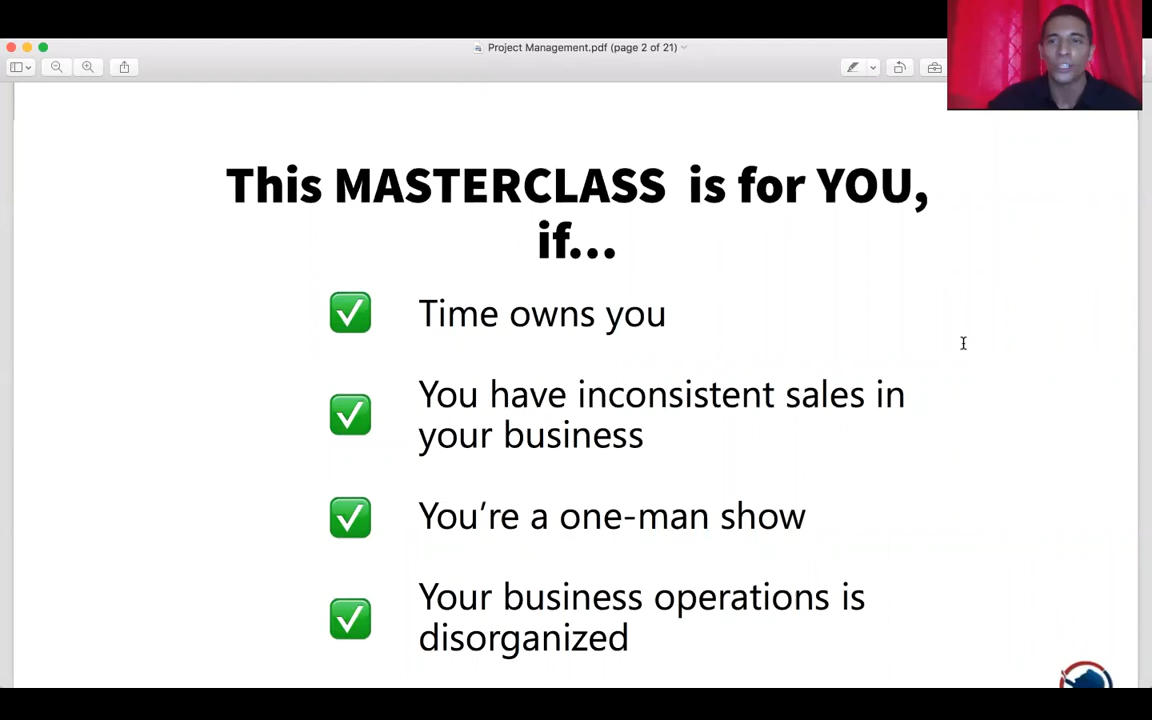 Project Management.pdf (page 2 of 21)
This MASTERCLASS is for YOU,
if...
Time owns you
You have inconsistent sales in
your business
You’re a one-man show
Your business operations is
disorganized